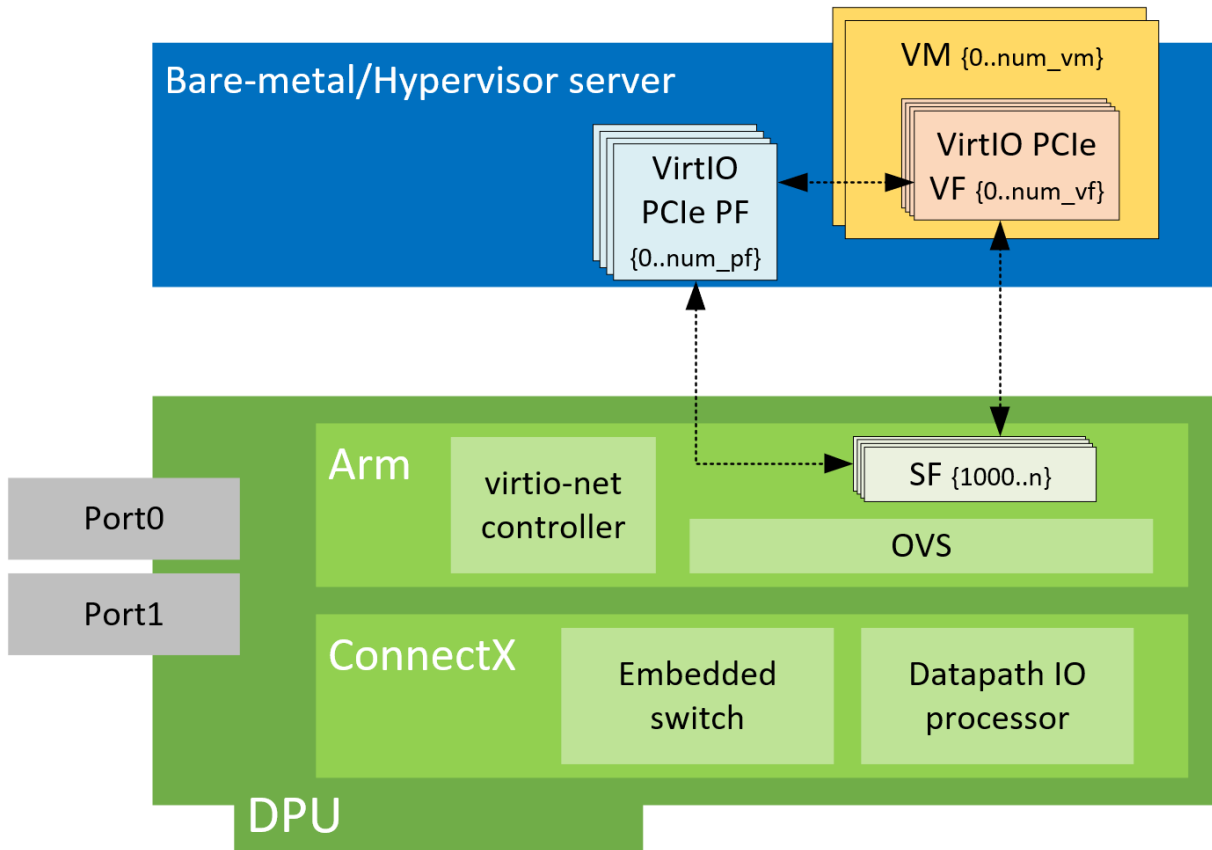 Bare-metal/Hypervisor server
VM {0..num_vm}
VirtIO
PCIe PF
{0..num_pf}
VirtIO PCIe
VF {0..num_vf}
Arm
virtio-net
controller
SF {1000..n}
OVS
Port0
Port1
ConnectX
Embedded
switch
Datapath IO
processor
DPU